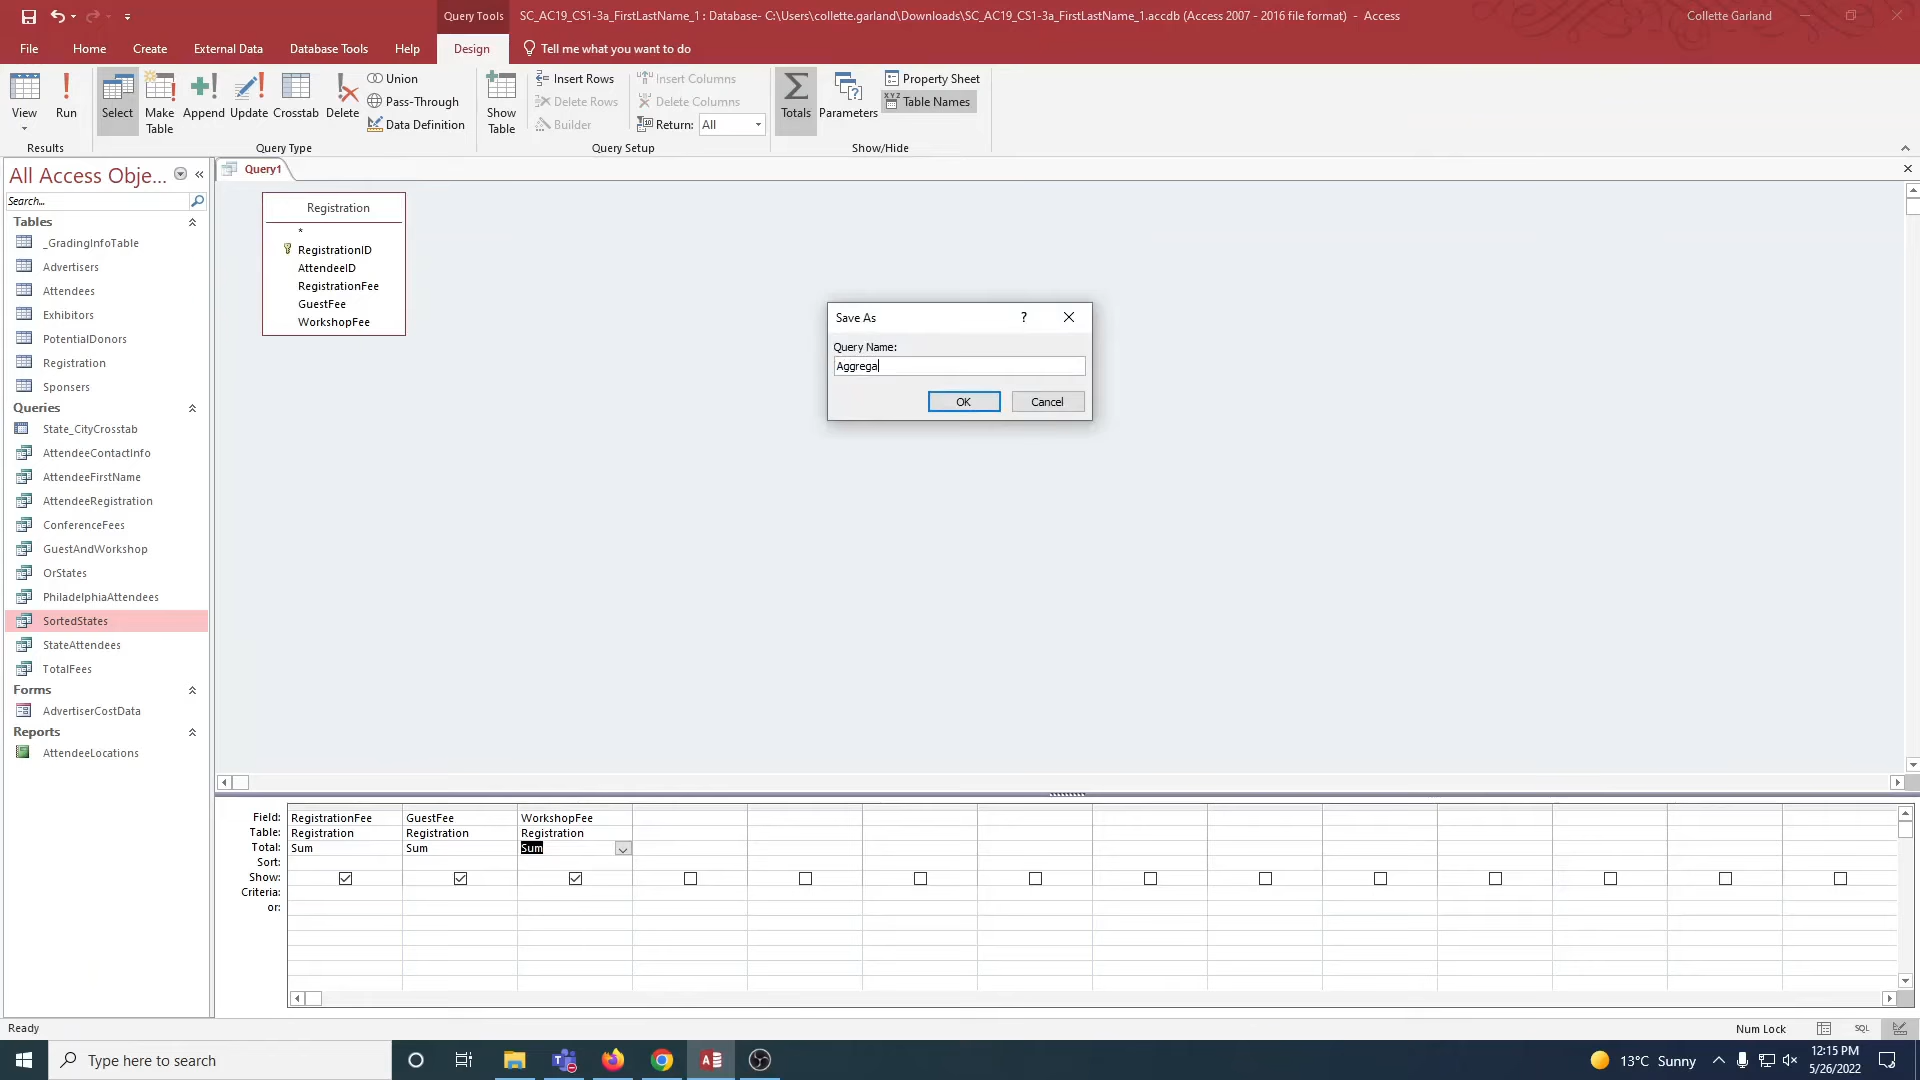 Query Tools
SC_AC19_CS1-3a_FirstLastName_1 : Database- C:\Users\collette.garland\Downloads\SC_AC19_CS1-3a_FirstLastName_1.accdb (Access 2007 - 2016 file format)  -  Access
Collette Garland
File Home Create External Data Database Tools Help Design Tell me what you want to do
View
Run
Select
Make Table
Append
Update
Crosstab
Delete
Union
Pass-Through
Data Definition
Show Table
Insert Rows
Delete Rows
Builder
Insert Columns
Delete Columns
Return: All
Totals
Parameters
Property Sheet
XYZ Table Names
Results
Query Type
Query Setup
Show/Hide
All Access Obje...
Search...
Tables
_GradingInfoTable
Advertisers
Attendees
Exhibitors
PotentialDonors
Registration
Sponsers
Queries
State_CityCrosstab
AttendeeContactInfo
AttendeeFirstName
AttendeeRegistration
ConferenceFees
GuestAndWorkshop
OrStates
PhiladelphiaAttendees
SortedStates
StateAttendees
TotalFees
Forms
AdvertiserCostData
Reports
AttendeeLocations
Query1
Registration
*
RegistrationID
AttendeeID
RegistrationFee
GuestFee
WorkshopFee
Save As ?
Query Name:
Aggrega
OK Cancel
Field: RegistrationFee GuestFee WorkshopFee
Table: Registration Registration Registration
Total: Sum Sum Sum
Sort:
Show:
Criteria:
or:
Ready
Num Lock
SQL
Type here to search
13°C Sunny
12:15 PM
5/26/2022